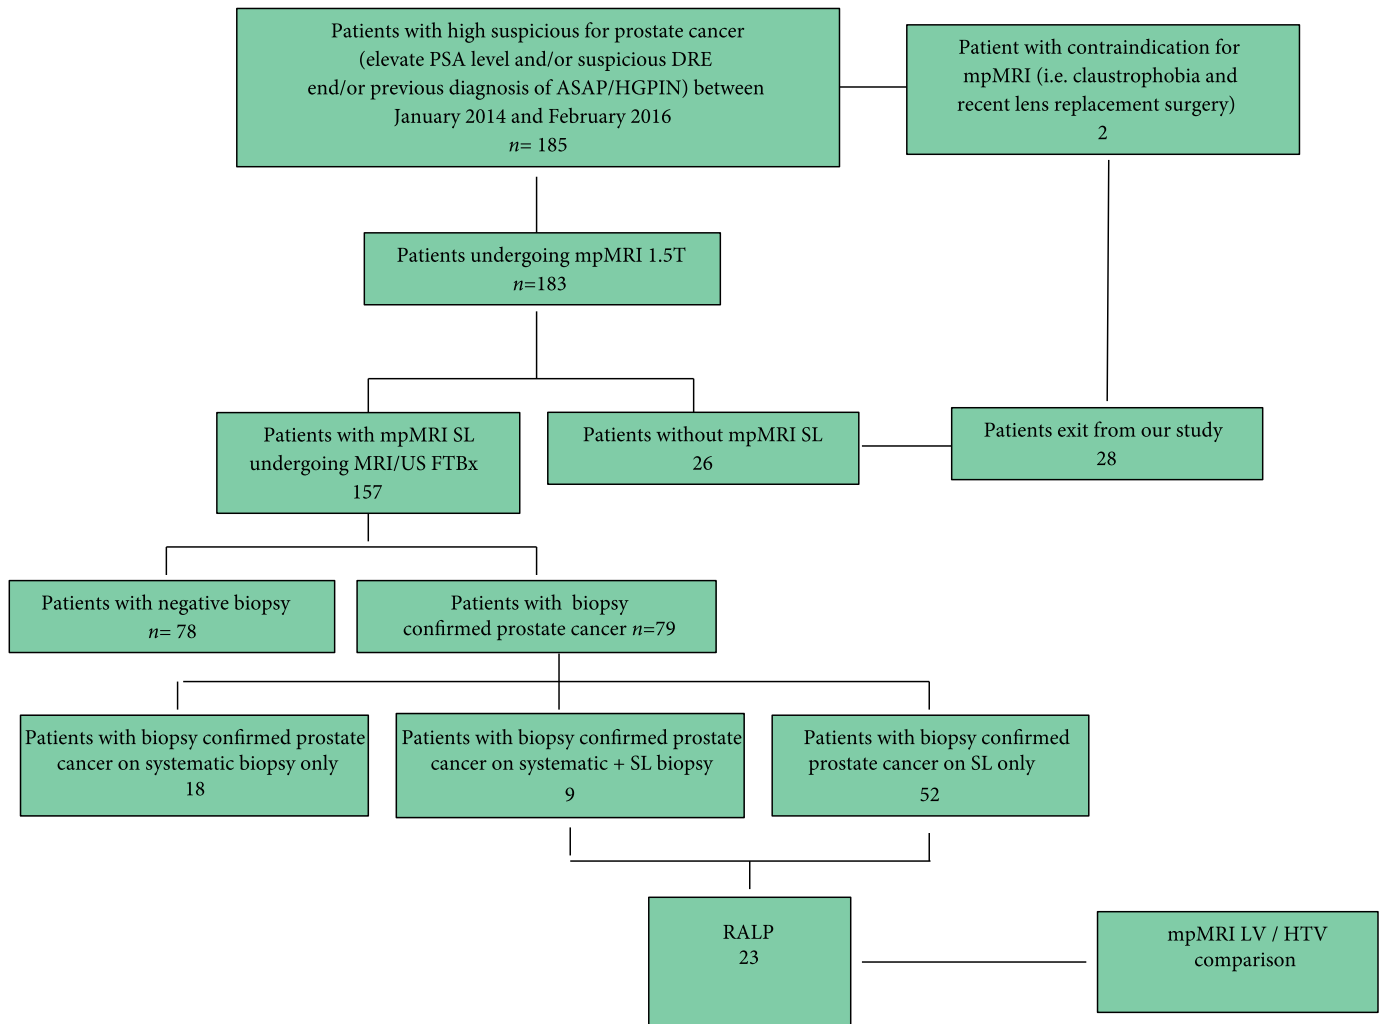 Patients with high suspicious for prostate cancer
(elevate PSA level and/or suspicious DRE
end/or previous diagnosis of ASAP/HGPIN) between
January 2014 and February 2016
n= 185
Patient with contraindication for
mpMRI (i.e. claustrophobia and
recent lens replacement surgery)
2
Patients undergoing mpMRI 1.5T
n=183
Patients with mpMRI SL
undergoing MRI/US FTBx
157
Patients without mpMRI SL
26
Patients exit from our study
28
Patients with negative biopsy
n= 78
Patients with biopsy
confirmed prostate cancer n=79
Patients with biopsy confirmed prostate
cancer on systematic biopsy only
18
Patients with biopsy confirmed prostate
cancer on systematic + SL biopsy
9
Patients with biopsy confirmed
prostate cancer on SL only
52
RALP
23
mpMRI LV / HTV
comparison